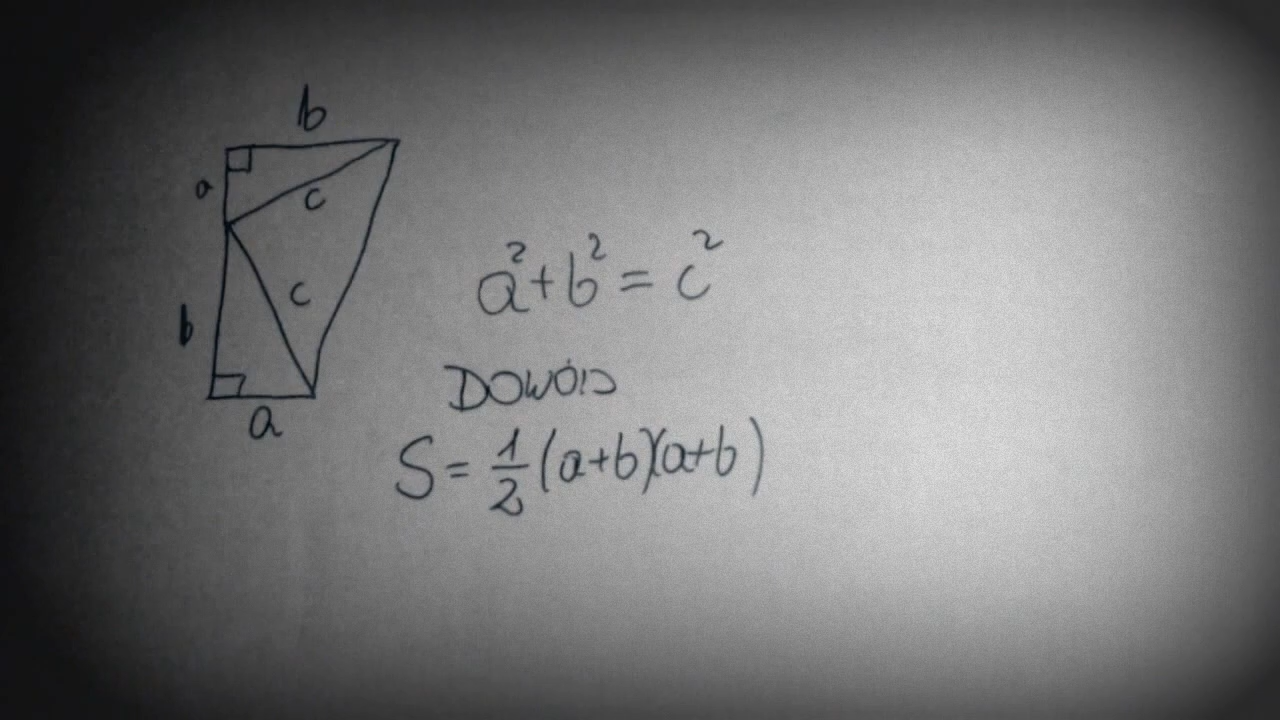 b
a
c
c
b
a
a² + b² = c²
DOWÓD
S = 1/2 (a+b)(a+b)